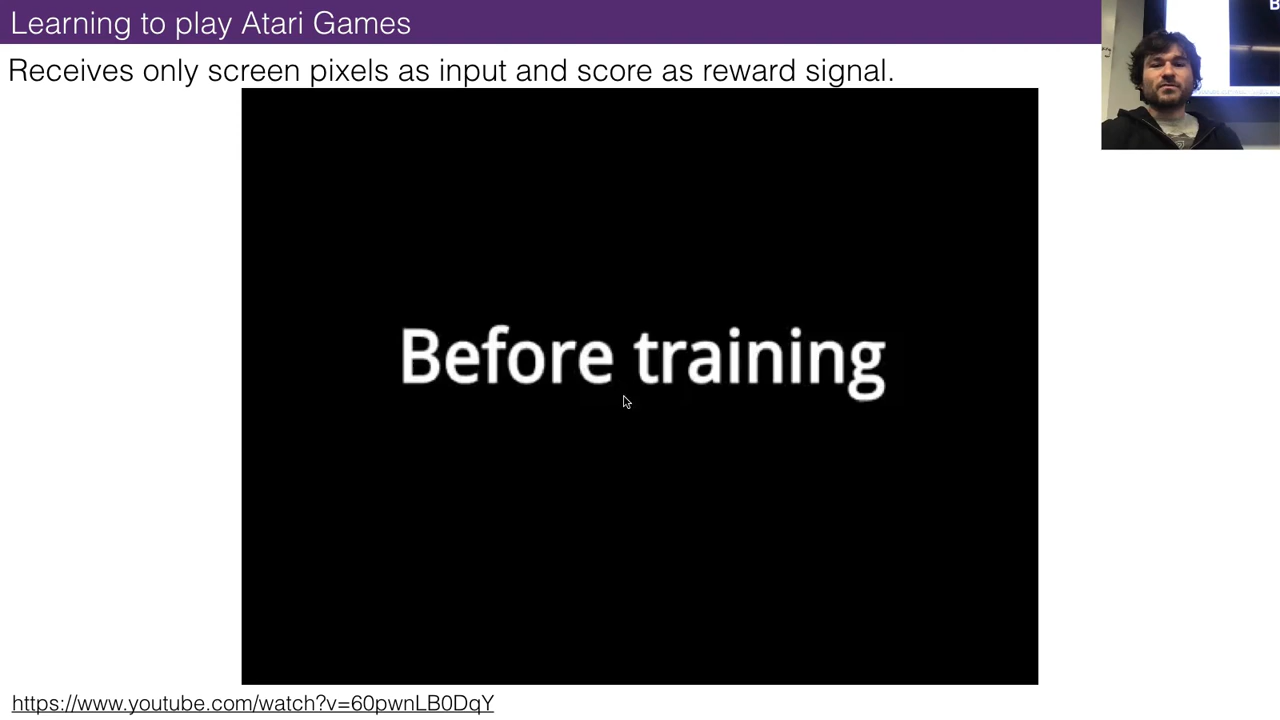 Learning to play Atari Games
Receives only screen pixels as input and score as reward signal.
Before training
https://www.youtube.com/watch?v=60pwnLB0DqY